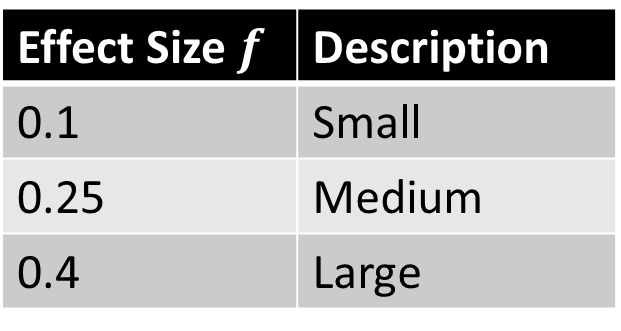 Effect Size f Description
0.1 Small
0.25 Medium
0.4 Large